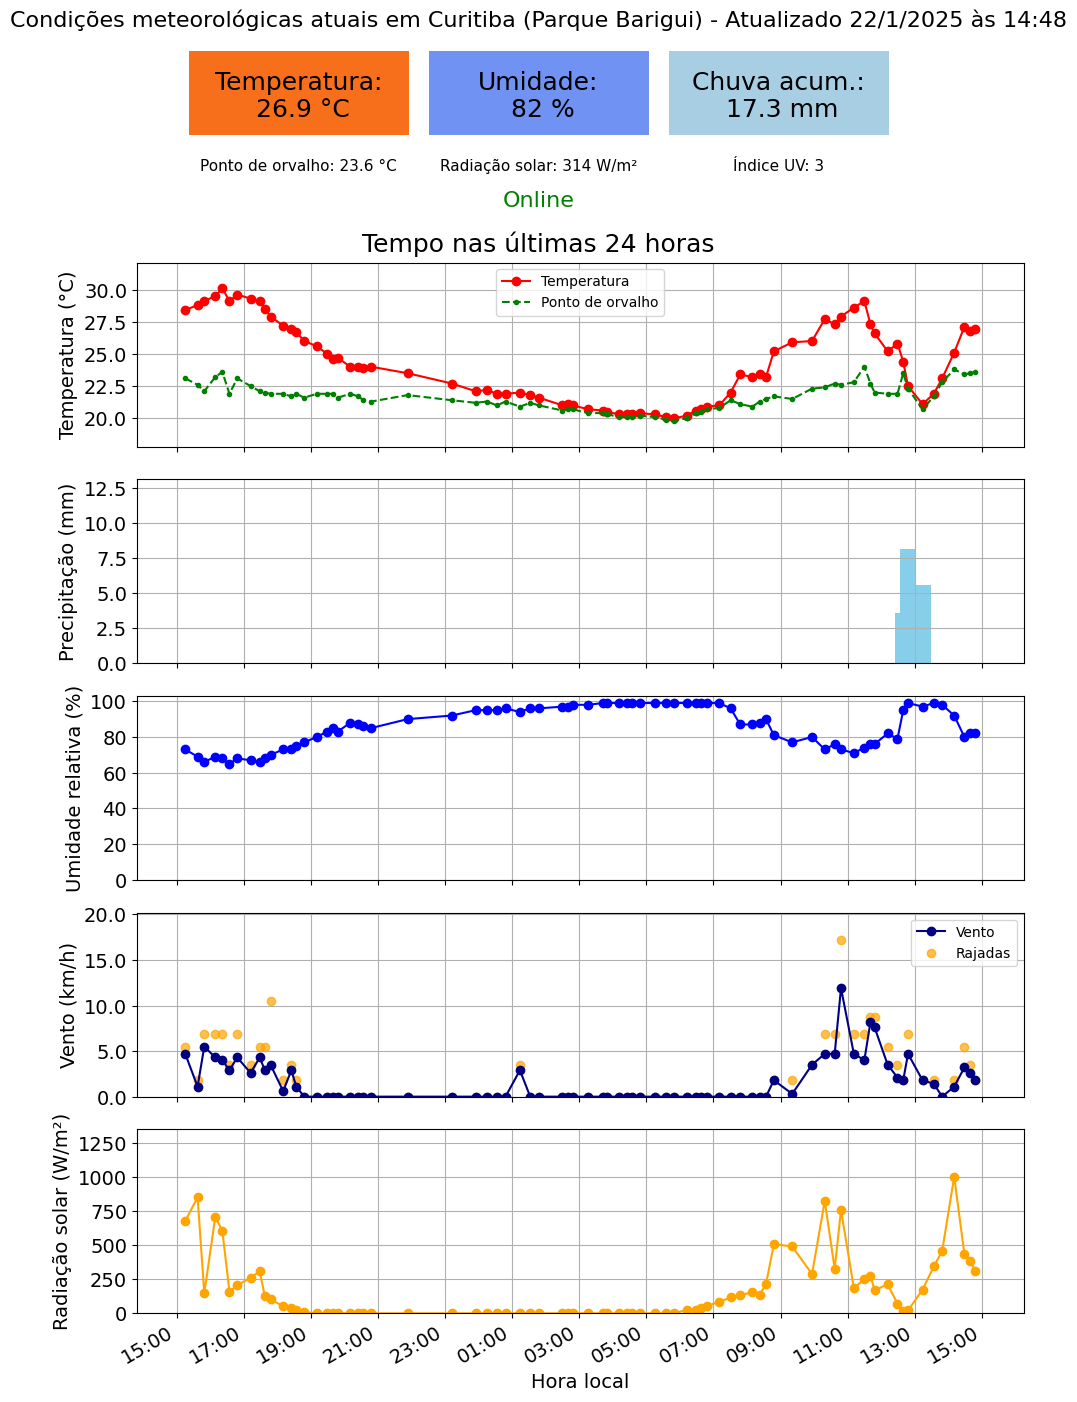 Condições meteorológicas atuais em Curitiba (Parque Barigui) - Atualizado 22/1/2025 às 14:48
Temperatura:
26.9 °C
Umidade:
82 %
Chuva acum.:
17.3 mm
Ponto de orvalho: 23.6 °C
Radiação solar: 314 W/m²
Índice UV: 3
Online
Tempo nas últimas 24 horas
Temperatura (°C)
30.0
27.5
25.0
22.5
20.0
Temperatura
Ponto de orvalho
Precipitação (mm)
12.5
10.0
7.5
5.0
2.5
0.0
Umidade relativa (%)
100
80
60
40
20
0
Vento (km/h)
20.0
15.0
10.0
5.0
0.0
Vento
Rajadas
Radiação solar (W/m²)
1250
1000
750
500
250
0
15:00
17:00
19:00
21:00
23:00
01:00
03:00
05:00
07:00
09:00
11:00
13:00
15:00
Hora local